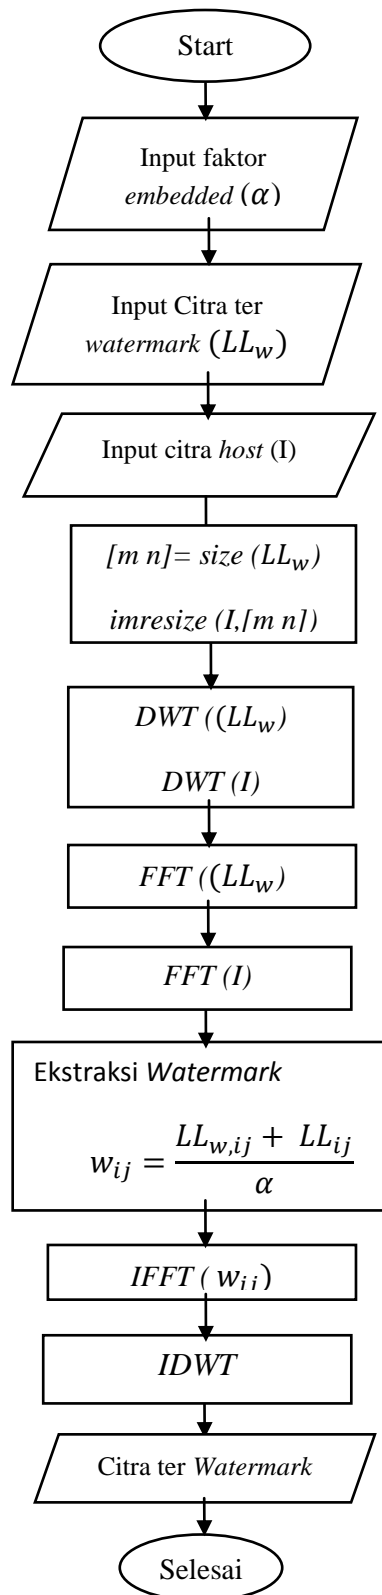 Start
Input faktor
embedded (α)
Input Citra ter
watermark (LL_w)
Input citra host (I)
[m n]= size (LL_w)
imresize (I,[m n])
DWT ((LL_w)
DWT (I)
FFT ((LL_w)
FFT (I)
Ekstraksi Watermark
w_ij = (LL_w,ij + LL_ij) / α
IFFT( w_ij)
IDWT
Citra ter Watermark
Selesai